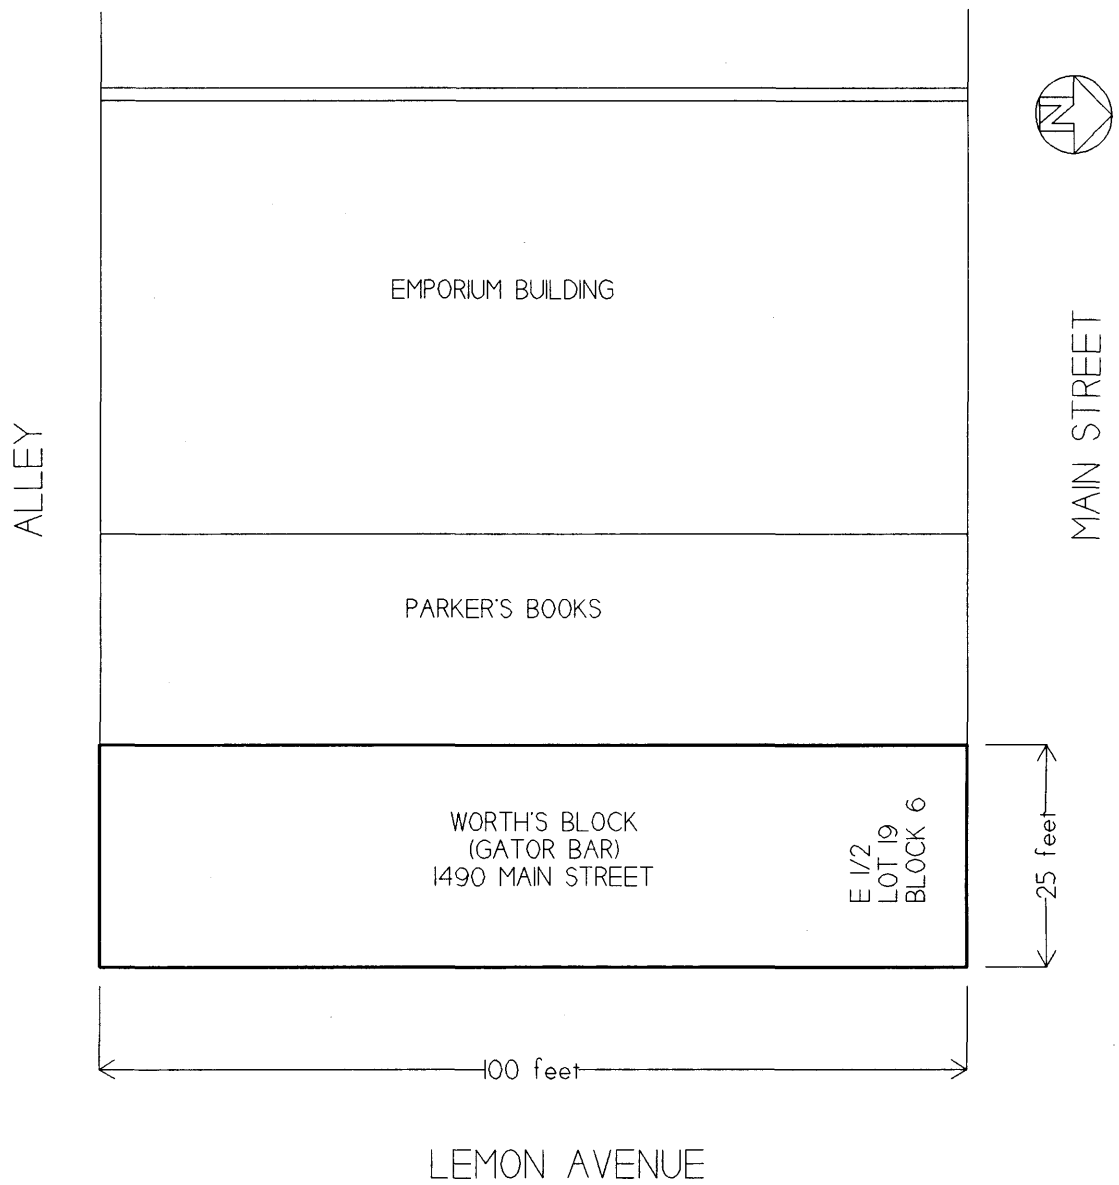 N
EMPORIUM BUILDING
ALLEY
MAIN STREET
PARKER'S BOOKS
WORTH'S BLOCK
(GATOR BAR)
1490 MAIN STREET
E 1/2
LOT 19
BLOCK 6
25 feet
100 feet
LEMON AVENUE